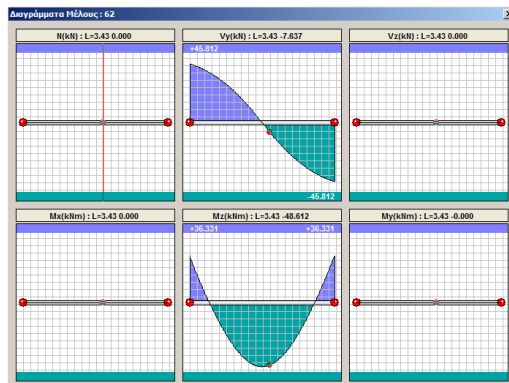 Διαγράμματα Μέλους : 62
N(kN) : L=3.43 0.000
Vy(kN) : L=3.43 -7.637
Vz(kN) : L=3.43 0.000
+45.812
-45.812
Mx(kNm) : L=3.43 0.000
Mz(kNm) : L=3.43 -48.612
My(kNm) : L=3.43 -0.000
+36.331 +36.331